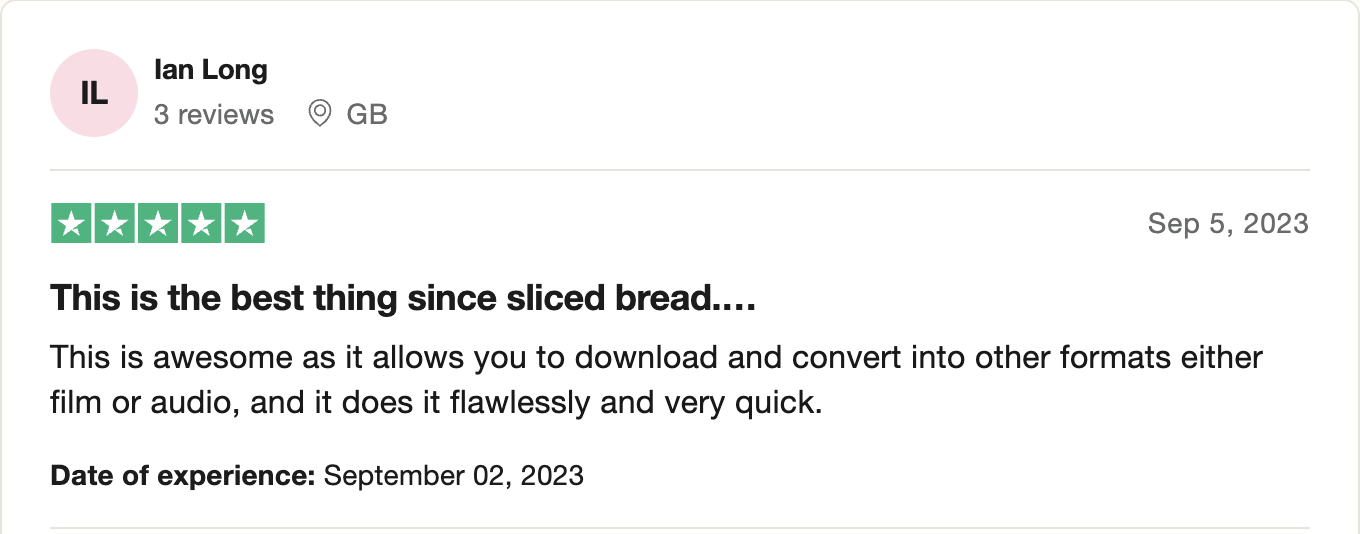 IL
Ian Long
3 reviews GB
Sep 5, 2023
This is the best thing since sliced bread....
This is awesome as it allows you to download and convert into other formats either
film or audio, and it does it flawlessly and very quick.
Date of experience: September 02, 2023